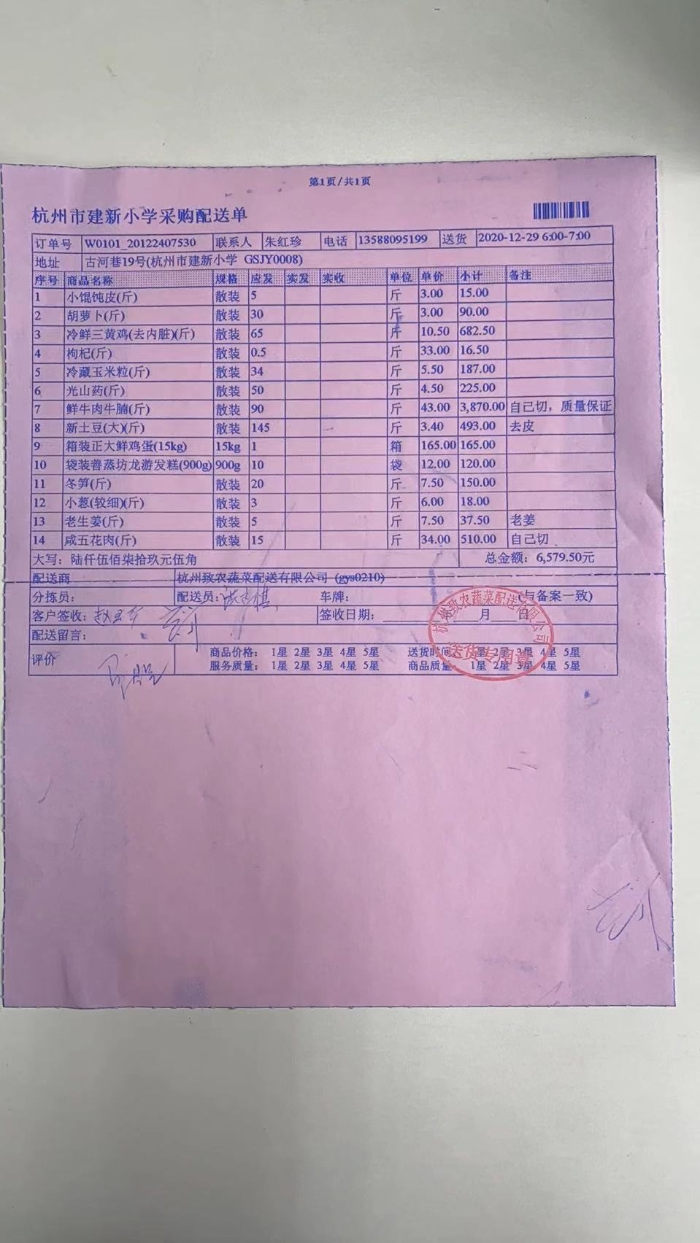 第1页/共1页
杭州市建新小学采购配送单
订单号 W0101_20122407530 联系人 朱红珍 电话 13588095199 送货 2020-12-29 6:00-7:00
地址 古河巷19号(杭州市建新小学 GSJY0008)
序号 商品名称 规格 应发 实发 实收 单位 单价 小计 备注
1 小馄饨皮(斤) 散装 5 斤 3.00 15.00
2 胡萝卜(斤) 散装 30 斤 3.00 90.00
3 冷鲜三黄鸡(去内脏)(斤) 散装 65 斤 10.50 682.50
4 枸杞(斤) 散装 0.5 斤 33.00 16.50
5 冷藏玉米粒(斤) 散装 34 斤 5.50 187.00
6 光山药(斤) 散装 50 斤 4.50 225.00
7 鲜牛肉牛腩(斤) 散装 90 斤 43.00 3,870.00 自己切，质量保证
8 新土豆(大)(斤) 散装 145 斤 3.40 493.00 去皮
9 箱装正大鲜鸡蛋(15kg) 15kg 1 箱 165.00 165.00
10 袋装善蒸坊龙游发糕(900g) 900g 10 袋 12.00 120.00
11 冬笋(斤) 散装 20 斤 7.50 150.00
12 小葱(较细)(斤) 散装 3 斤 6.00 18.00
13 老生姜(斤) 散装 5 斤 7.50 37.50 老姜
14 咸五花肉(斤) 散装 15 斤 34.00 510.00 自己切
大写：陆仟伍佰柒拾玖元伍角 总金额：6,579.50元
配送商 杭州致农蔬菜配送有限公司 (gys0210)
分拣员： 配送员： 车牌： (与备案一致)
客户签收： 签收日期： 月 日
配送留言：
评价 商品价格： 1星 2星 3星 4星 5星 送货时间： 1星 2星 3星 4星 5星
服务质量： 1星 2星 3星 4星 5星 商品质量： 1星 2星 3星 4星 5星
送货专用章